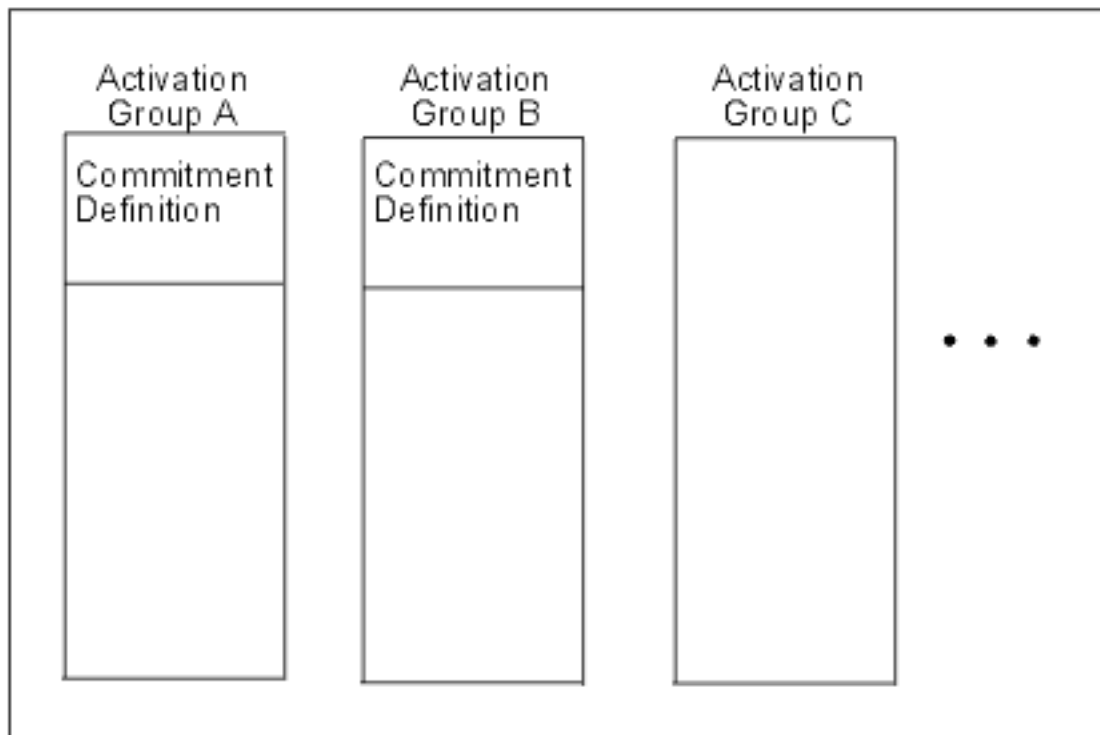 Activation
Group A
Activation
Group B
Activation
Group C
Commitment
Definition
Commitment
Definition